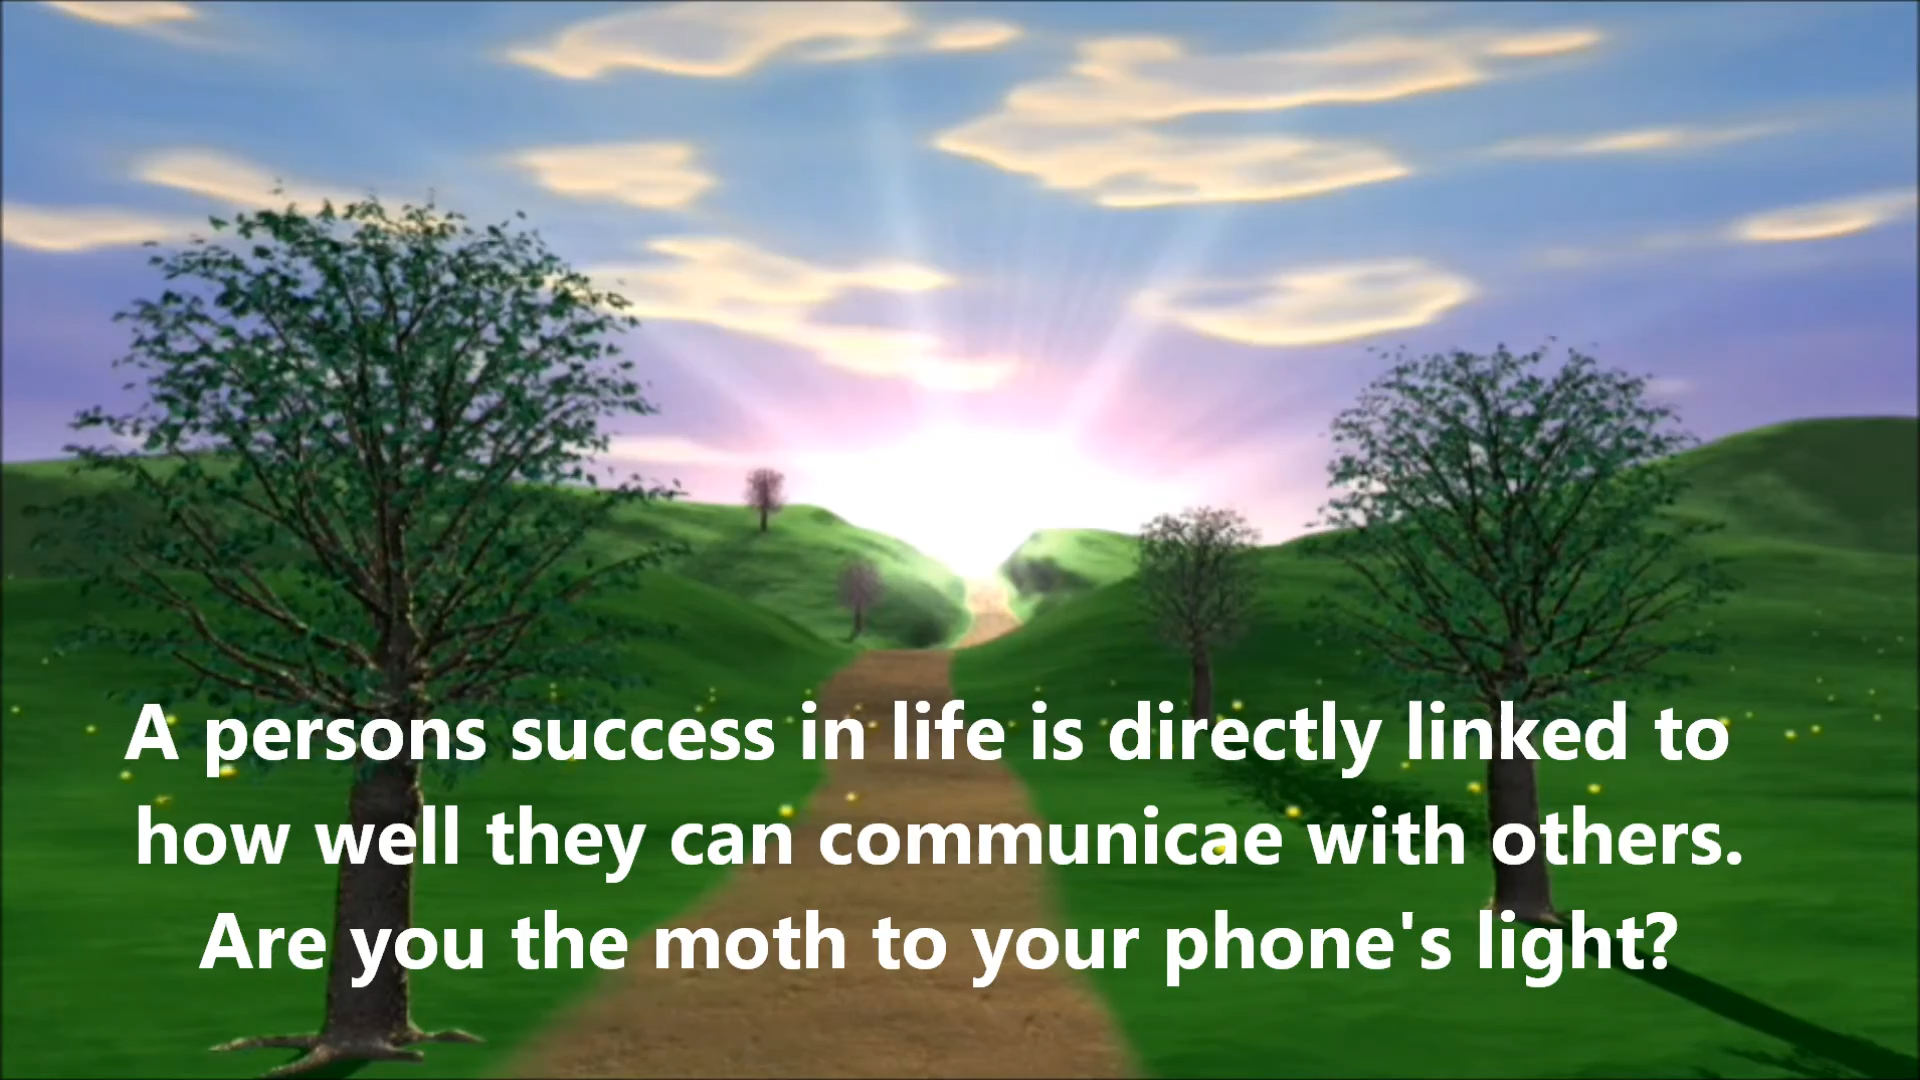 A persons success in life is directly linked to
how well they can communicae with others.
Are you the moth to your phone's light?